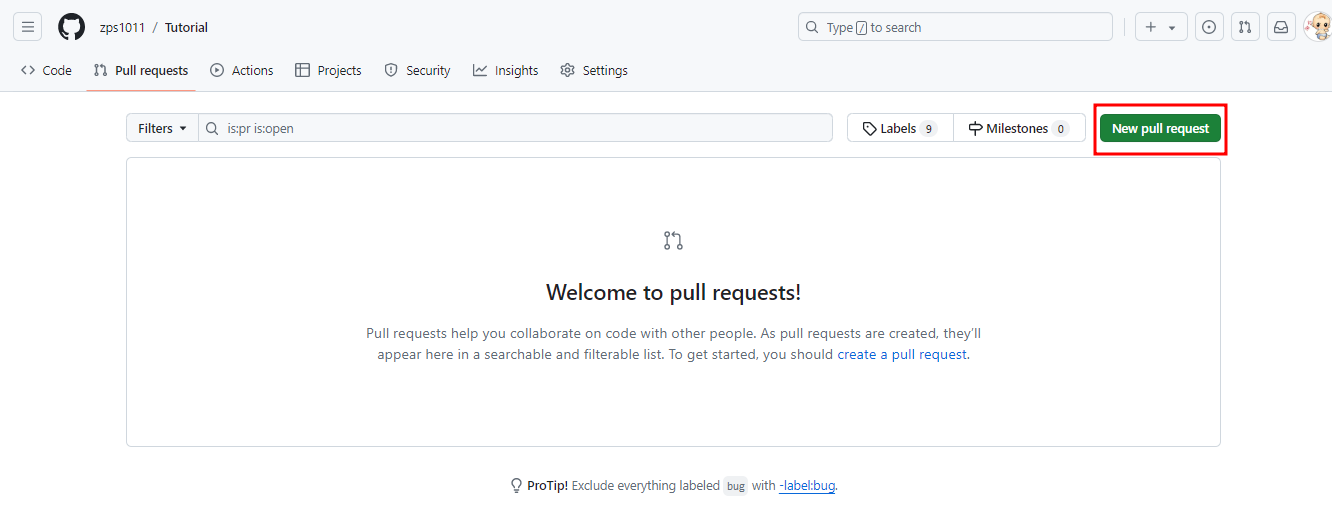 zps1011 / Tutorial
Type / to search
Code Pull requests Actions Projects Security Insights Settings
Filters is:pr is:open Labels 9 Milestones 0 New pull request
Welcome to pull requests!
Pull requests help you collaborate on code with other people. As pull requests are created, they'll
appear here in a searchable and filterable list. To get started, you should create a pull request.
ProTip! Exclude everything labeled bug with -label:bug.